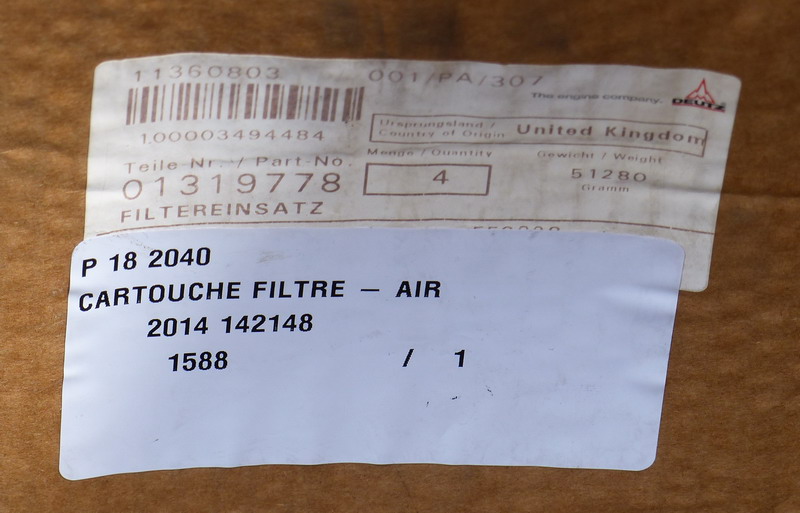 11360803 001/PA/307
The engine company. DEUTZ
1.00003494484
Ursprungsland /
Country of Origin United Kingdom
Teile-Nr. / Part-No.
01319778
Menge / Quantity
4
Gewicht / Weight
51280
Gramm
FILTEREINSATZ
P 18 2040
CARTOUCHE FILTRE – AIR
2014 142148
1588 / 1